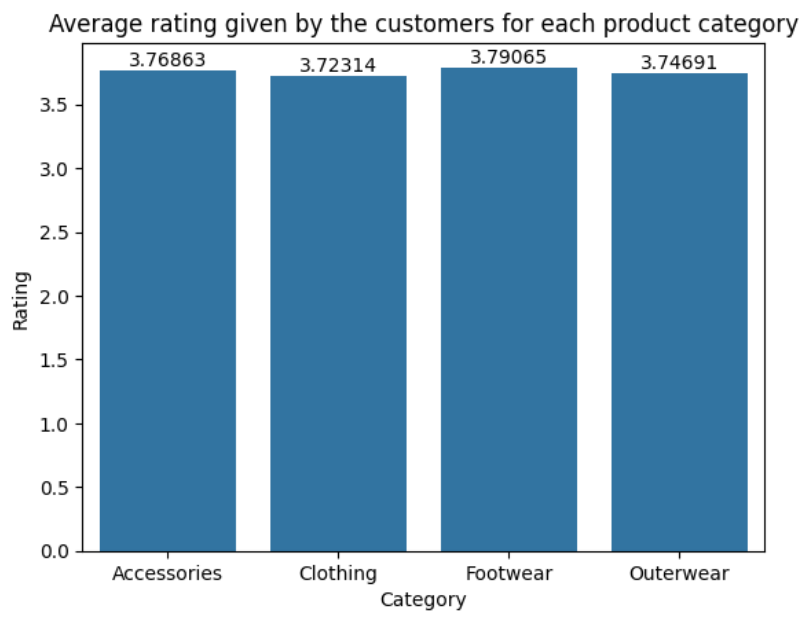 Average rating given by the customers for each product category
3.76863
3.72314
3.79065
3.74691
3.5
3.0
2.5
2.0
1.5
1.0
0.5
0.0
Rating
Accessories
Clothing
Footwear
Outerwear
Category